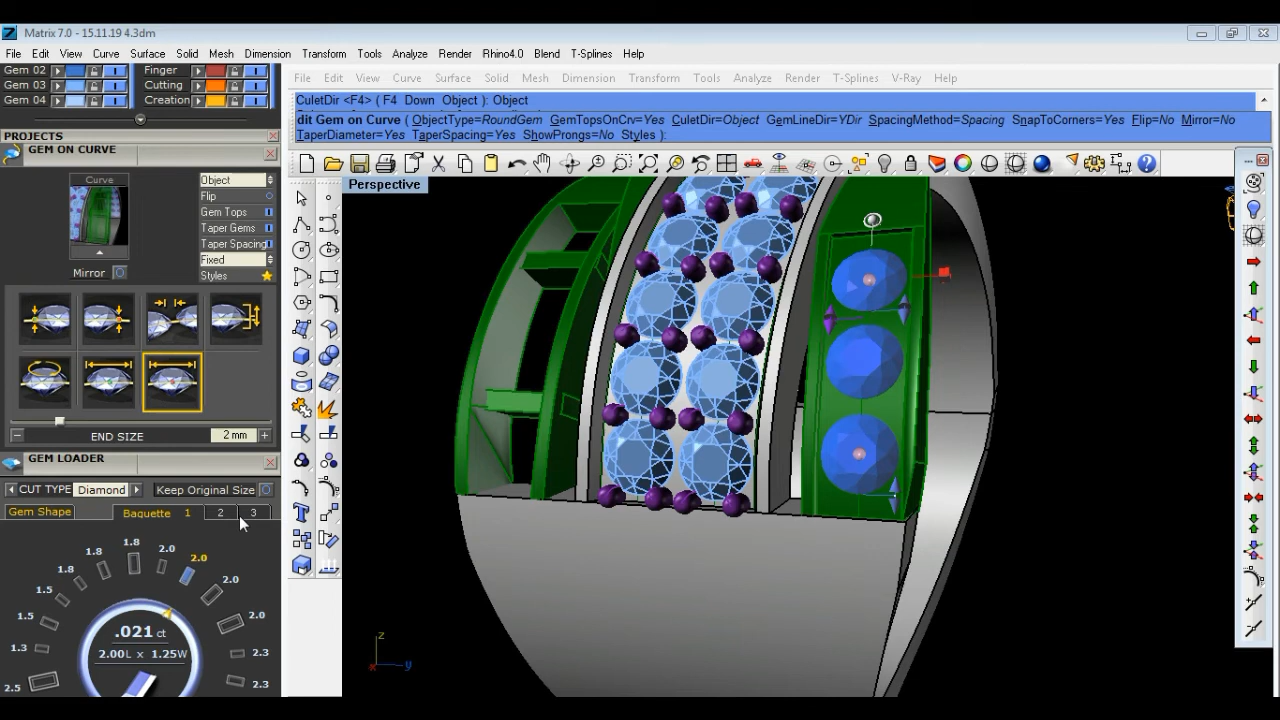 Matrix 7.0 - 15.11.19 4.3dm
File Edit View Curve Surface Solid Mesh Dimension Transform Tools Analyze Render Rhino4.0 Blend T-Splines Help
Gem 02 Finger
Gem 03 Cutting
Gem 04 Creation
File Edit View Curve Surface Solid Mesh Dimension Transform Tools Analyze Render T-Splines V-Ray Help
CuletDir <F4> ( F4 Down Object ): Object
dit Gem on Curve ( ObjectType=RoundGem GemTopsOnCrv=Yes CuletDir=Object GemLineDir=YDir SpacingMethod=Spacing SnapToCorners=Yes Flip=No Mirror=No
TaperDiameter=Yes TaperSpacing=Yes ShowProngs=No Styles ):
PROJECTS
GEM ON CURVE
Curve
Object
Flip
Gem Tops
Taper Gems
Taper Spacing
Fixed
Mirror
Styles
END SIZE 2 mm
GEM LOADER
CUT TYPE Diamond Keep Original Size
Gem Shape Baquette 1 2 3
1.8 1.8 2.0 2.0
1.8 2.0
1.5
1.5 2.0
1.3 2.3
2.5 2.3
.021 ct
2.00L x 1.25W
Perspective
z
x y